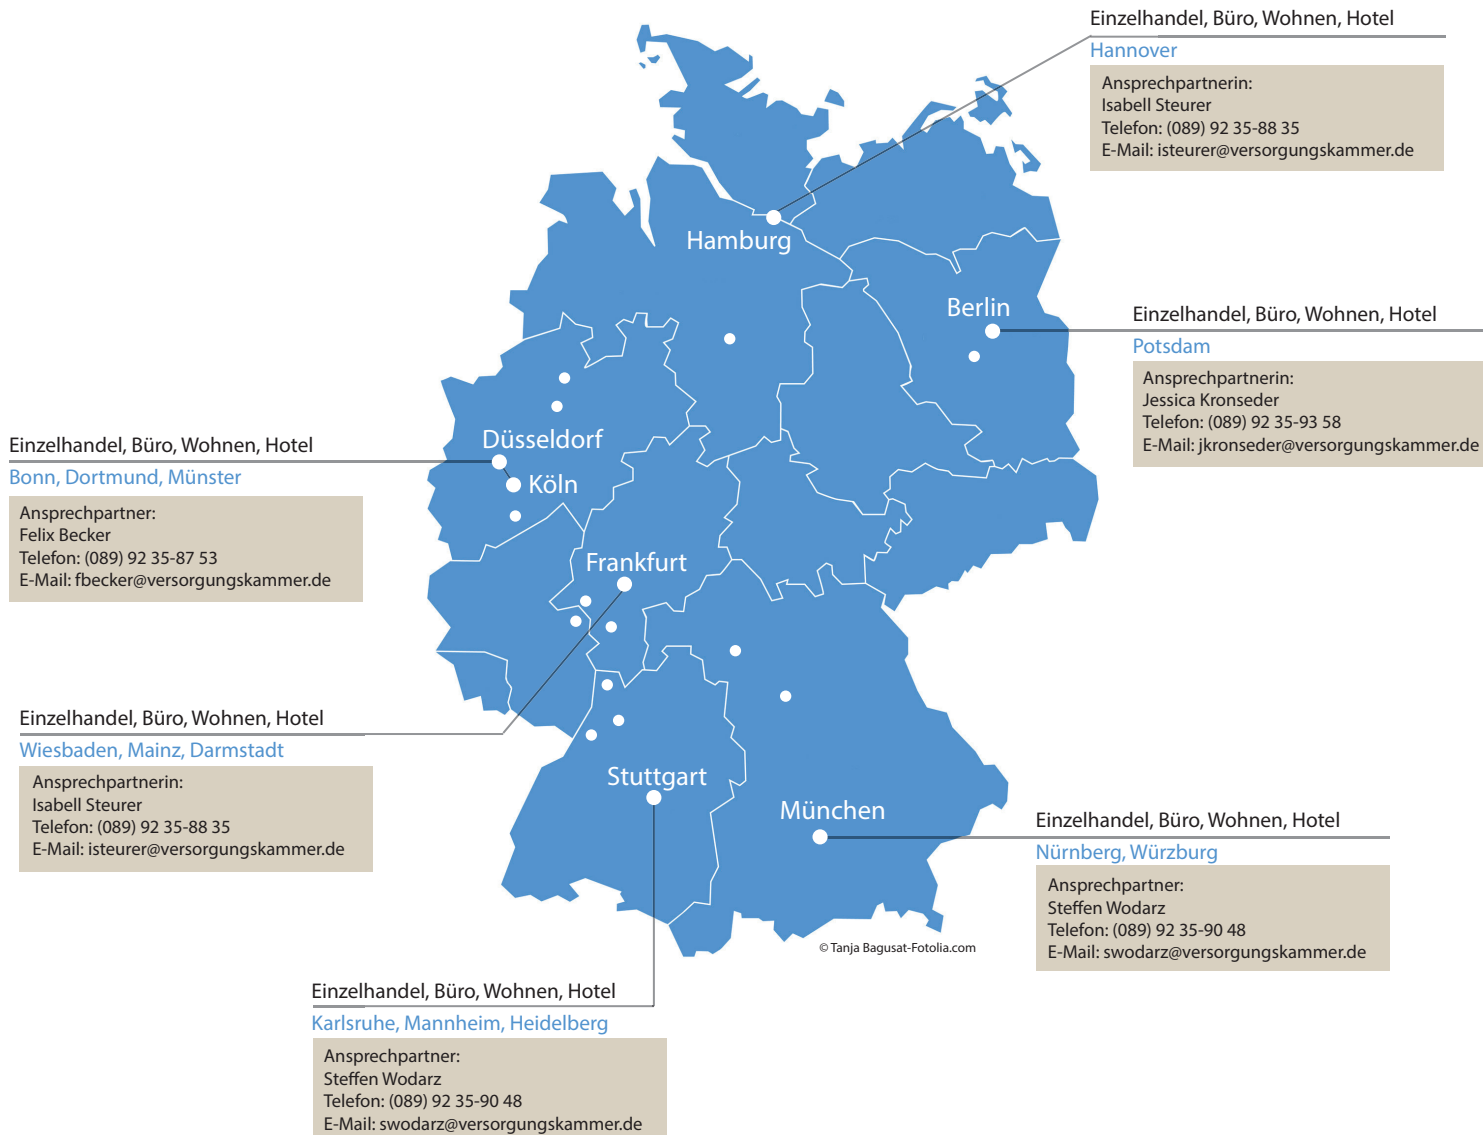 Einzelhandel, Büro, Wohnen, Hotel
Hannover
Ansprechpartnerin:
Isabell Steurer
Telefon: (089) 92 35-88 35
E-Mail: isteurer@versorgungskammer.de
Hamburg
Berlin
Einzelhandel, Büro, Wohnen, Hotel
Potsdam
Ansprechpartnerin:
Jessica Kronseder
Telefon: (089) 92 35-93 58
E-Mail: jkronseder@versorgungskammer.de
Düsseldorf
Köln
Einzelhandel, Büro, Wohnen, Hotel
Bonn, Dortmund, Münster
Ansprechpartner:
Felix Becker
Telefon: (089) 92 35-87 53
E-Mail: fbecker@versorgungskammer.de
Frankfurt
Einzelhandel, Büro, Wohnen, Hotel
Wiesbaden, Mainz, Darmstadt
Ansprechpartnerin:
Isabell Steurer
Telefon: (089) 92 35-88 35
E-Mail: isteurer@versorgungskammer.de
Stuttgart
München
Einzelhandel, Büro, Wohnen, Hotel
Nürnberg, Würzburg
Ansprechpartner:
Steffen Wodarz
Telefon: (089) 92 35-90 48
E-Mail: swodarz@versorgungskammer.de
© Tanja Bagusat-Fotolia.com
Einzelhandel, Büro, Wohnen, Hotel
Karlsruhe, Mannheim, Heidelberg
Ansprechpartner:
Steffen Wodarz
Telefon: (089) 92 35-90 48
E-Mail: swodarz@versorgungskammer.de